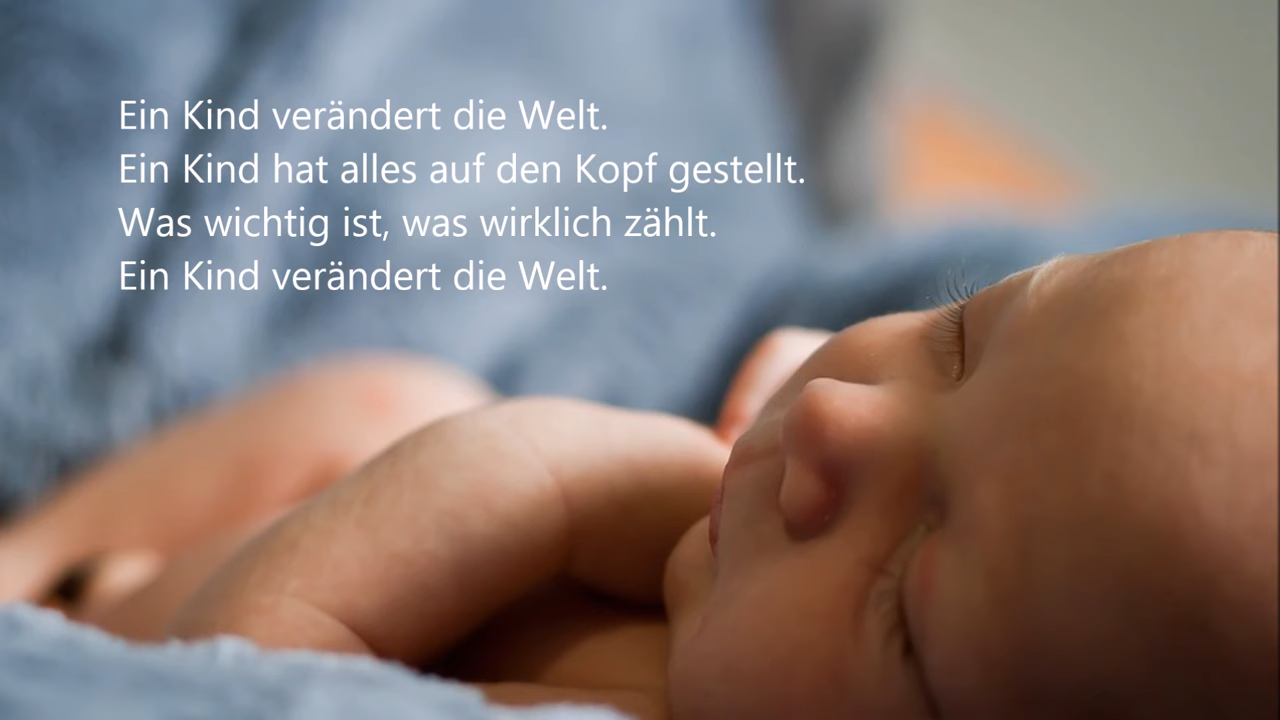 Ein Kind verändert die Welt.
Ein Kind hat alles auf den Kopf gestellt.
Was wichtig ist, was wirklich zählt.
Ein Kind verändert die Welt.